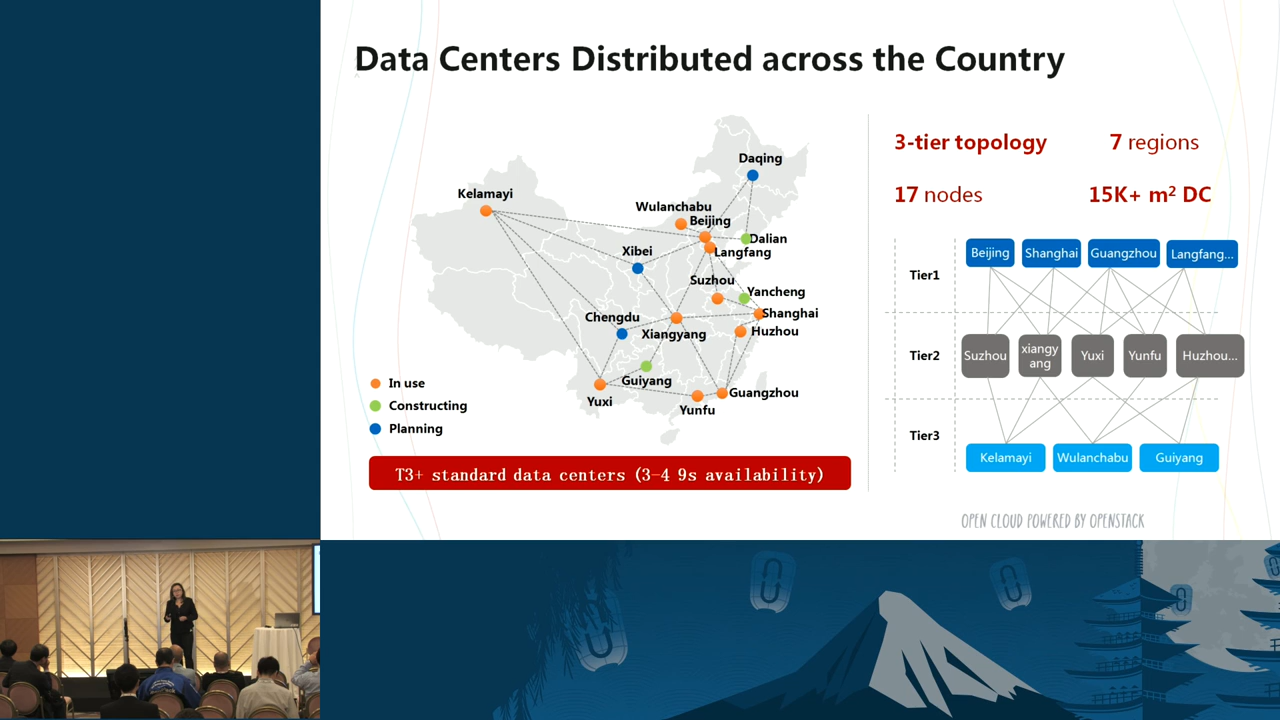 Data Centers Distributed across the Country
Daqing
Kelamayi
Wulanchabu
Beijing
Dalian
Xibei
Langfang
Suzhou
Yancheng
Shanghai
Chengdu
Xiangyang
Huzhou
Guiyang
Yuxi
Yunfu
Guangzhou
In use
Constructing
Planning
T3+ standard data centers (3-4 9s availability)
3-tier topology
7 regions
17 nodes
15K+ m² DC
Tier1
Beijing
Shanghai
Guangzhou
Langfang...
Tier2
Suzhou
xiangy
ang
Yuxi
Yunfu
Huzhou...
Tier3
Kelamayi
Wulanchabu
Guiyang
OPEN CLOUD POWERED BY OPENSTACK